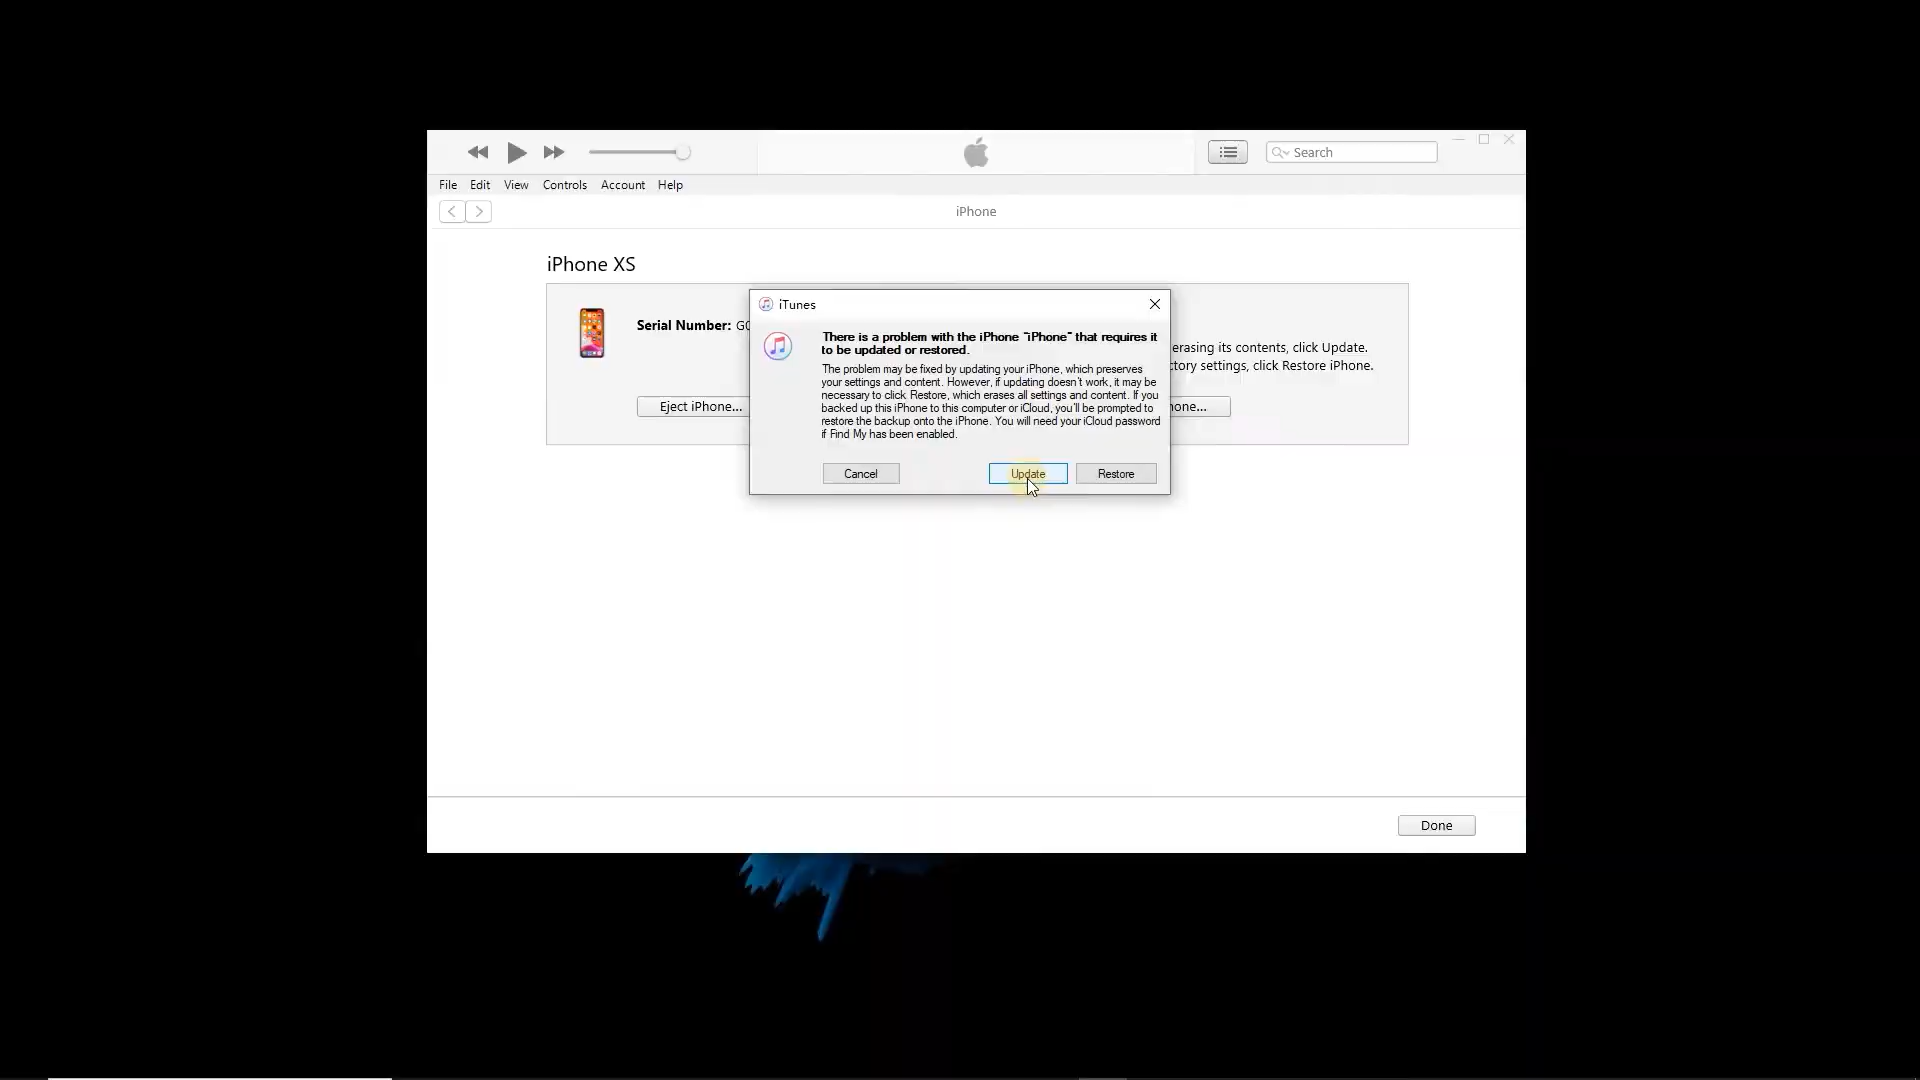 Search
File Edit View Controls Account Help
iPhone
iPhone XS
iTunes
Serial Number:
There is a problem with the iPhone "iPhone" that requires it
to be updated or restored.
erasing its contents, click Update.
settings, click Restore iPhone.
The problem may be fixed by updating your iPhone, which preserves
your settings and content. However, if updating doesn't work, it may be
necessary to click Restore, which erases all settings and content. If you
backed up this iPhone to this computer or iCloud, you'll be prompted to
restore the backup onto the iPhone. You will need your iCloud password
if Find My has been enabled.
Eject iPhone...
Cancel Update Restore
Done